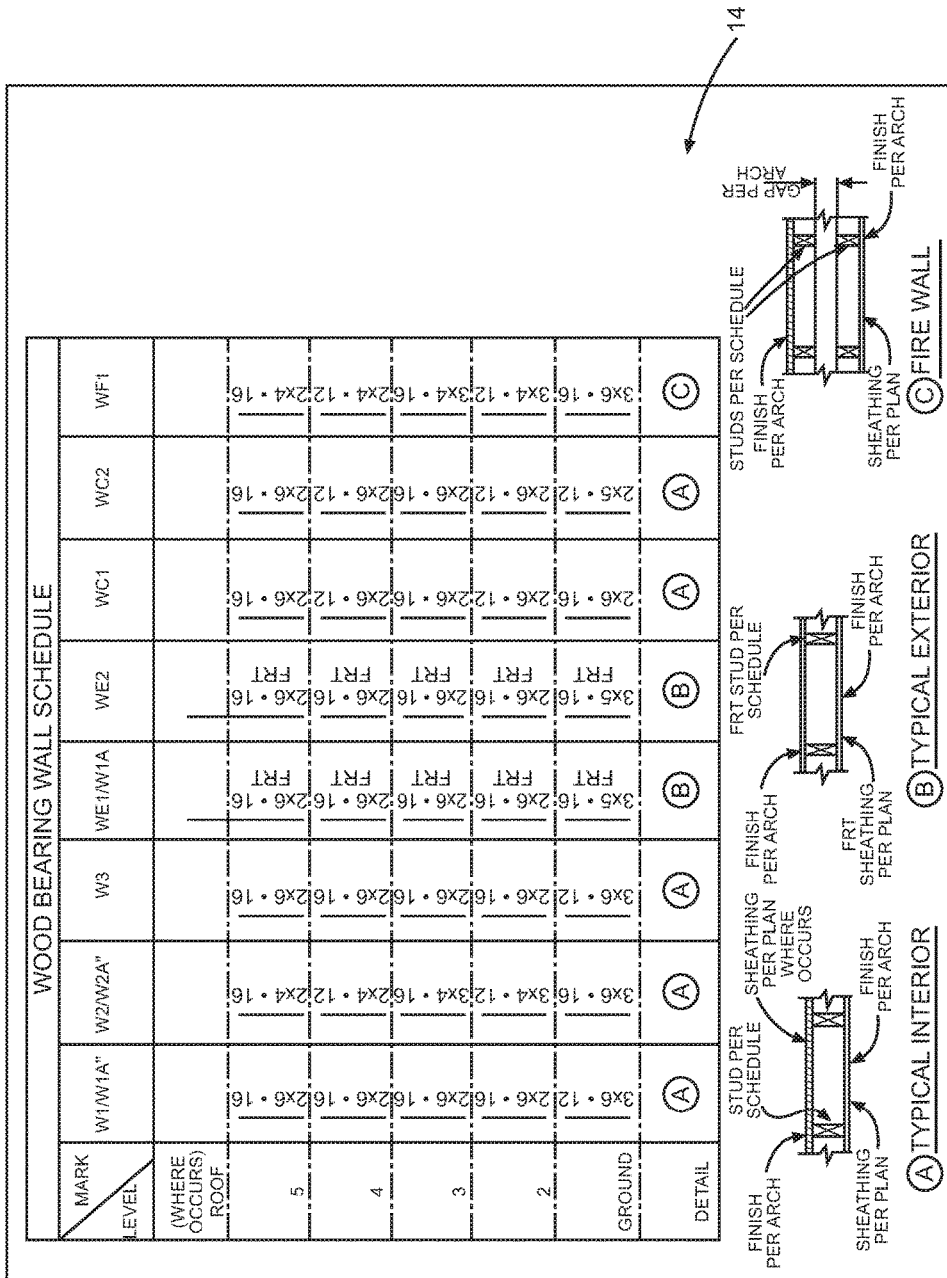 WOOD BEARING WALL SCHEDULE
MARK W1/W1A" W2/W2A" W3 WE1/W1A WE2 WC1 WC2 WF1
LEVEL
(WHERE
OCCURS)
ROOF
5 2x6 • 16 2x4 • 16 2x6 • 16 2x6 • 16 FRT 2x6 • 16 FRT 2x6 • 16 2x6 • 16 2x4 • 16
4 2x6 • 16 2x4 • 12 2x6 • 16 2x6 • 16 FRT 2x6 • 16 FRT 2x6 • 12 2x6 • 12 2x4 • 12
3 2x6 • 16 3x4 • 16 2x6 • 16 2x6 • 16 FRT 2x6 • 16 FRT 2x6 • 16 2x6 • 16 3x4 • 16
2 2x6 • 16 3x4 • 12 2x6 • 16 2x6 • 16 FRT 2x6 • 16 FRT 2x6 • 12 2x6 • 12 3x4 • 12
GROUND 3x6 • 12 3x6 • 16 3x6 • 12 3x5 • 16 FRT 3x5 • 16 FRT 2x6 • 16 2x5 • 12 3x6 • 16
DETAIL A A A B B A A C
14
FINISH
PER ARCH
STUD PER
SCHEDULE
SHEATHING
PER PLAN
WHERE
OCCURS
SHEATHING
PER PLAN
FINISH
PER ARCH
A TYPICAL INTERIOR
FINISH
PER ARCH
FRT STUD PER
SCHEDULE
FRT
SHEATHING
PER PLAN
FINISH
PER ARCH
B TYPICAL EXTERIOR
STUDS PER SCHEDULE
FINISH
PER ARCH
GAP PER
ARCH
SHEATHING
PER PLAN
FINISH
PER ARCH
C FIRE WALL